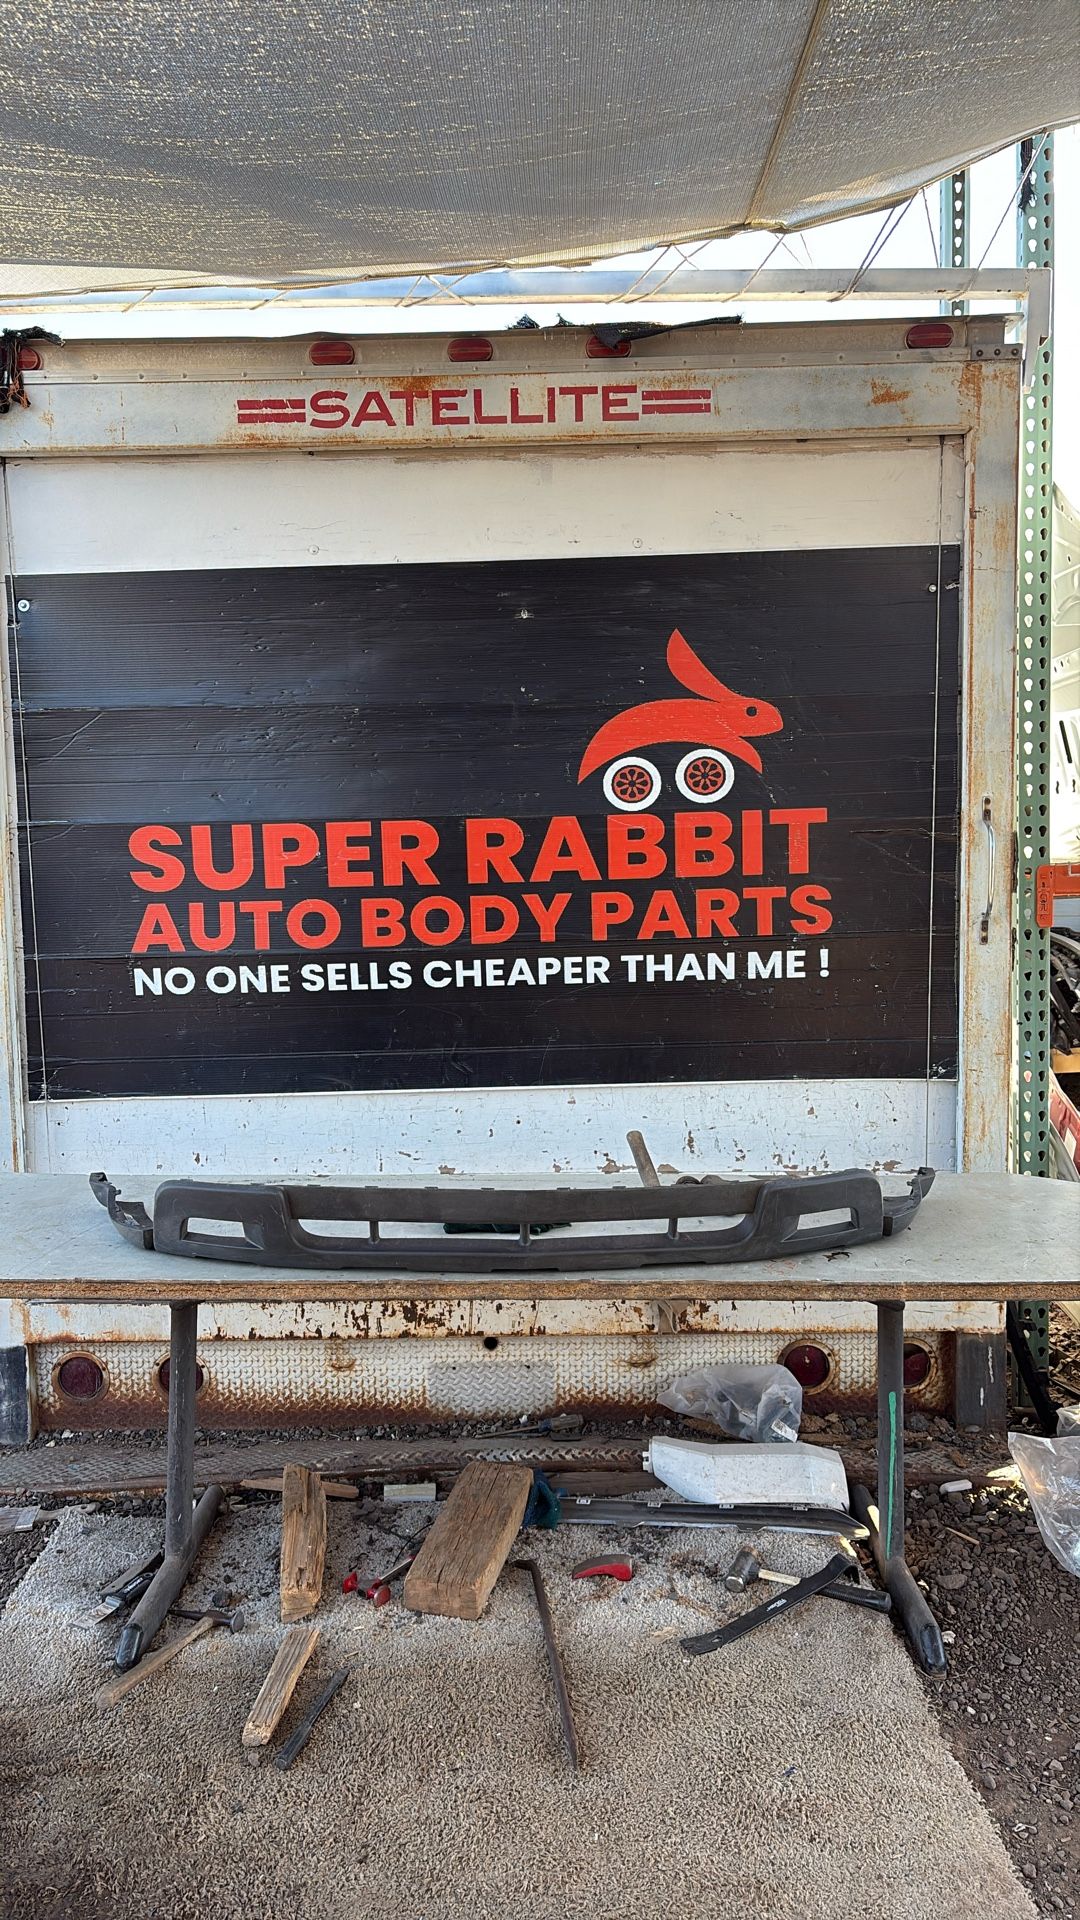 SATELLITE
SUPER RABBIT
AUTO BODY PARTS
NO ONE SELLS CHEAPER THAN ME !